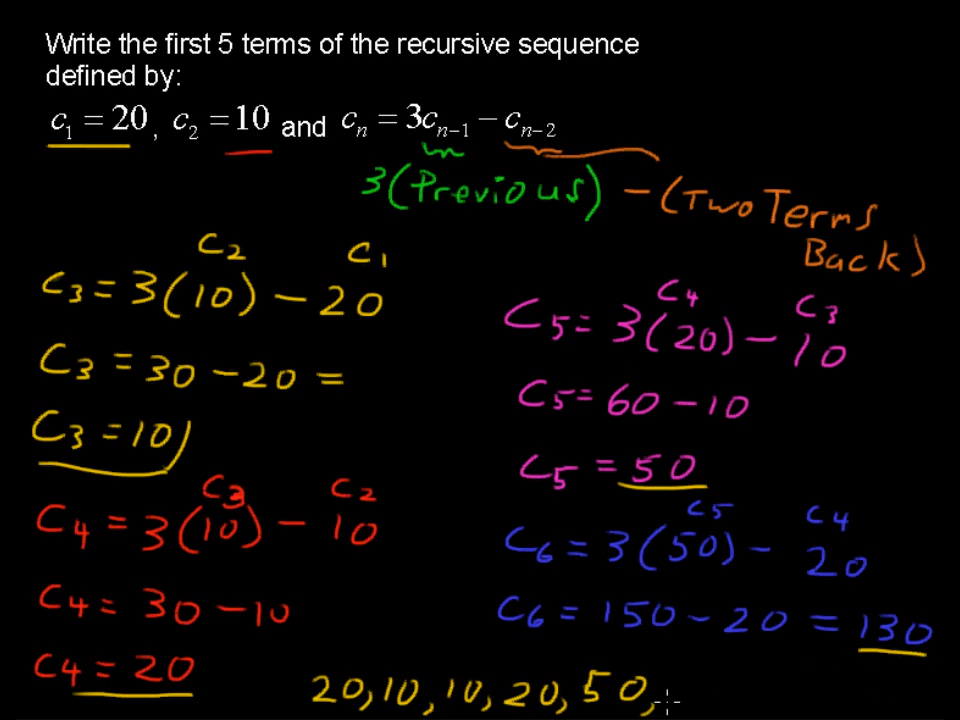 Write the first 5 terms of the recursive sequence
defined by:
c₁ = 20 , c₂ = 10 and cₙ = 3cₙ₋₁ − cₙ₋₂
3(Previous) − (Two Terms
Back)
C₂ C₁
C₃ = 3(10) − 20
C₃ = 30 − 20 =
C₃ = 10
C₃ C₂
C₄ = 3(10) − 10
C₄ = 30 − 10
C₄ = 20
C₄ C₃
C₅ = 3(20) − 10
C₅ = 60 − 10
C₅ = 50
C₅ C₄
C₆ = 3(50) − 20
C₆ = 150 − 20 = 130
20, 10, 10, 20, 50,